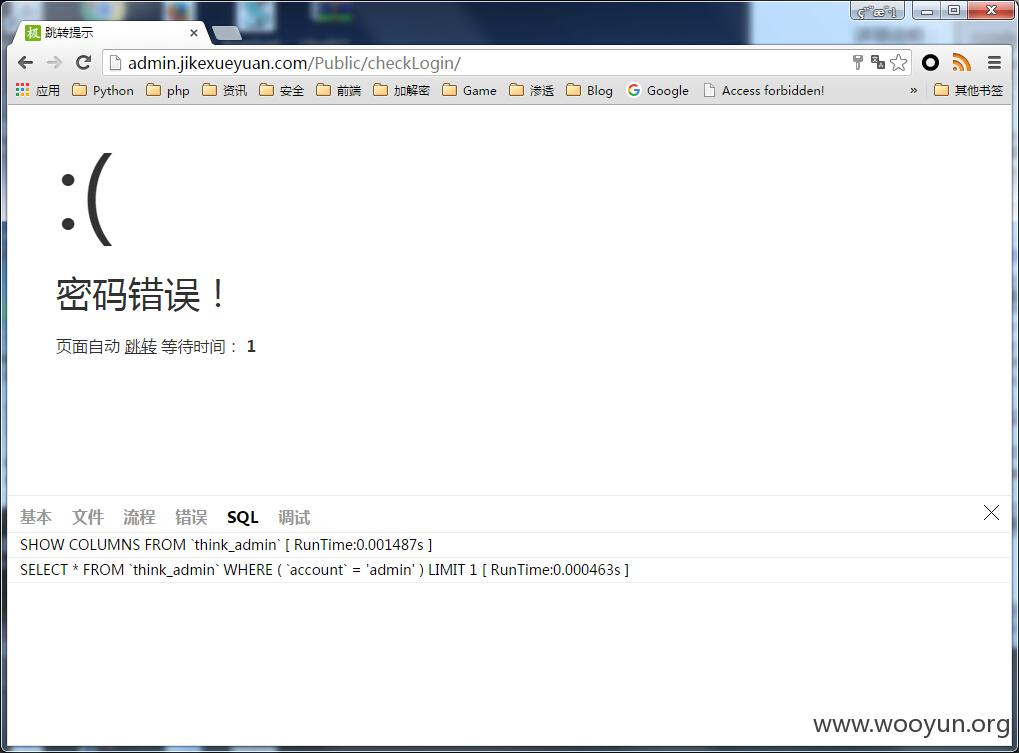 极 跳转提示
admin.jikexueyuan.com/Public/checkLogin/
应用 Python php 资讯 安全 前端 加解密 Game 渗透 Blog Google Access forbidden! » 其他书签
:(
密码错误！
页面自动 跳转 等待时间： 1
基本 文件 流程 错误 SQL 调试
SHOW COLUMNS FROM `think_admin` [ RunTime:0.001487s ]
SELECT * FROM `think_admin` WHERE ( `account` = 'admin' ) LIMIT 1 [ RunTime:0.000463s ]
www.wooyun.org